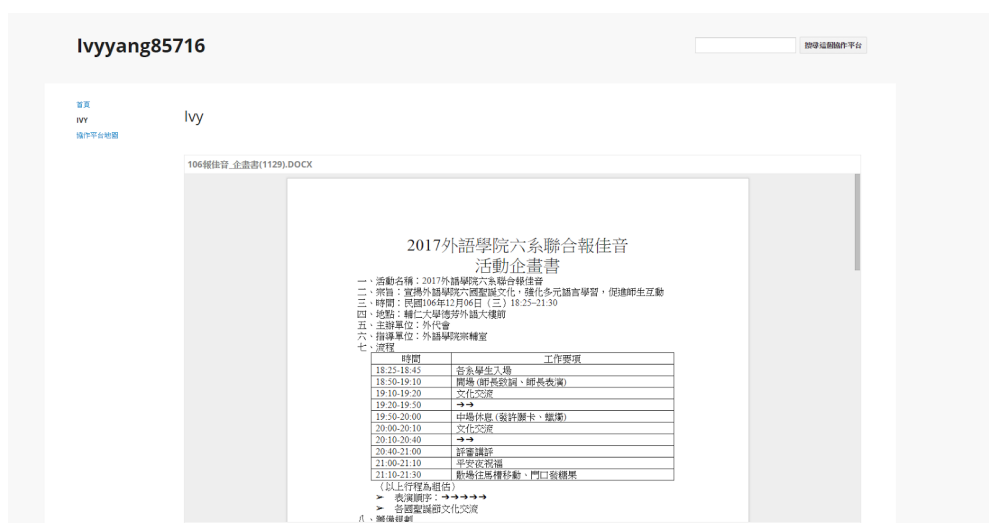 Ivyyang85716
搜尋這個協作平台
首頁
IVY
協作平台地圖
Ivy
106報佳音_企畫書(1129).DOCX
2017外語學院六系聯合報佳音
活動企畫書
一、活動名稱：2017外語學院六系聯合報佳音
二、宗旨：宣揚外語學院六國聖誕文化，強化多元語言學習，促進師生互動
三、時間：民國106年12月06日（三）18:25-21:30
四、地點：輔仁大學德芳外語大樓前
五、主辦單位：外代會
六、指導單位：外語學院宗輔室
七、流程
時間 工作要項
18:25-18:45 各系學生入場
18:50-19:10 開場 (師長致詞、師長表演)
19:10-19:20 文化交流
19:20-19:50 ➔➔
19:50-20:00 中場休息 (發許願卡、蠟燭)
20:00-20:10 文化交流
20:10-20:40 ➔➔
20:40-21:00 評審講評
21:00-21:10 平安夜祝福
21:10-21:30 散場往馬槽移動、門口發糖果
（以上行程為粗估）
➢ 表演順序：➔➔➔➔➔
➢ 各國聖誕節文化交流
八、籌備規劃